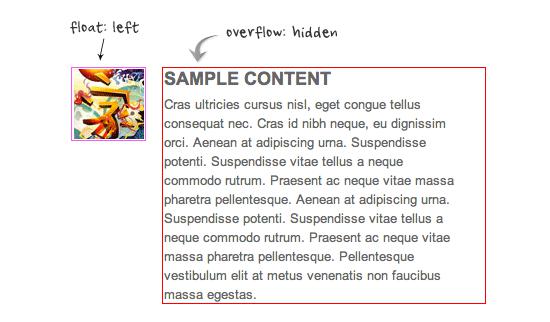 float: left
overflow: hidden
SAMPLE CONTENT
Cras ultricies cursus nisl, eget congue tellus
consequat nec. Cras id nibh neque, eu dignissim
orci. Aenean at adipiscing urna. Suspendisse
potenti. Suspendisse vitae tellus a neque
commodo rutrum. Praesent ac neque vitae massa
pharetra pellentesque. Aenean at adipiscing urna.
Suspendisse potenti. Suspendisse vitae tellus a
neque commodo rutrum. Praesent ac neque vitae
massa pharetra pellentesque. Pellentesque
vestibulum elit at metus venenatis non faucibus
massa egestas.